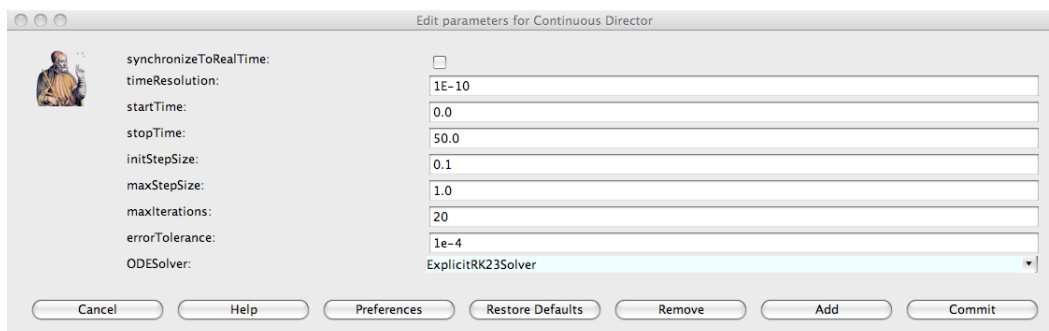 Edit parameters for Continuous Director
synchronizeToRealTime:
timeResolution: 1E-10
startTime: 0.0
stopTime: 50.0
initStepSize: 0.1
maxStepSize: 1.0
maxIterations: 20
errorTolerance: 1e-4
ODESolver: ExplicitRK23Solver
Cancel Help Preferences Restore Defaults Remove Add Commit